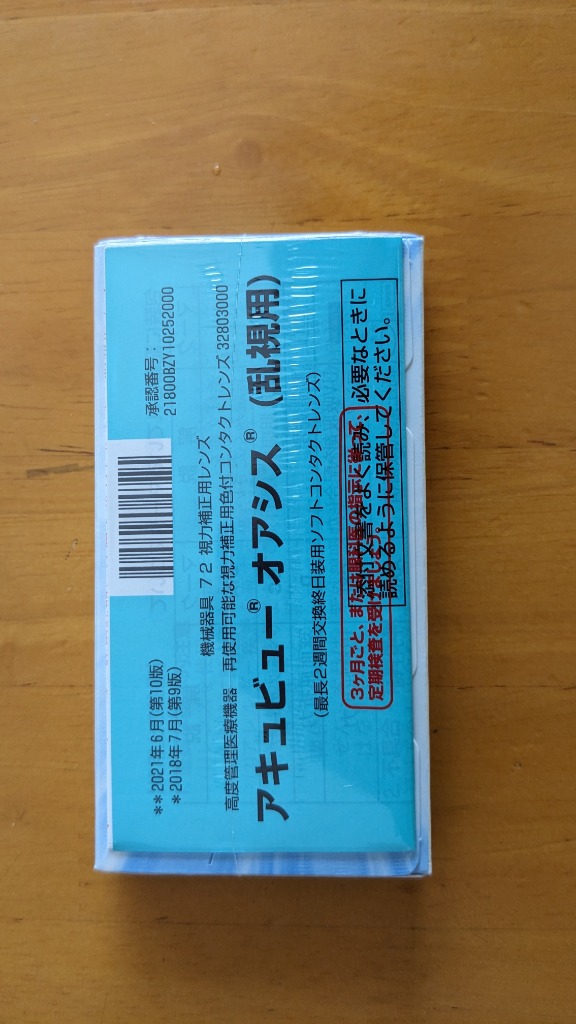 **2021年6月(第10版)
*2018年7月(第9版)
承認番号：
21800BZY10252000
機械器具 72 視力補正用レンズ
高度管理医療機器 再使用可能な視力補正用色付コンタクトレンズ 32803000
アキュビュー® オアシス®(乱視用)
(最長2週間交換終日装用ソフトコンタクトレンズ)
3ヶ月ごと、または眼科医の指示に従って
定期検査を受け
をよく読み、必要なときに
読めるように保管してください。